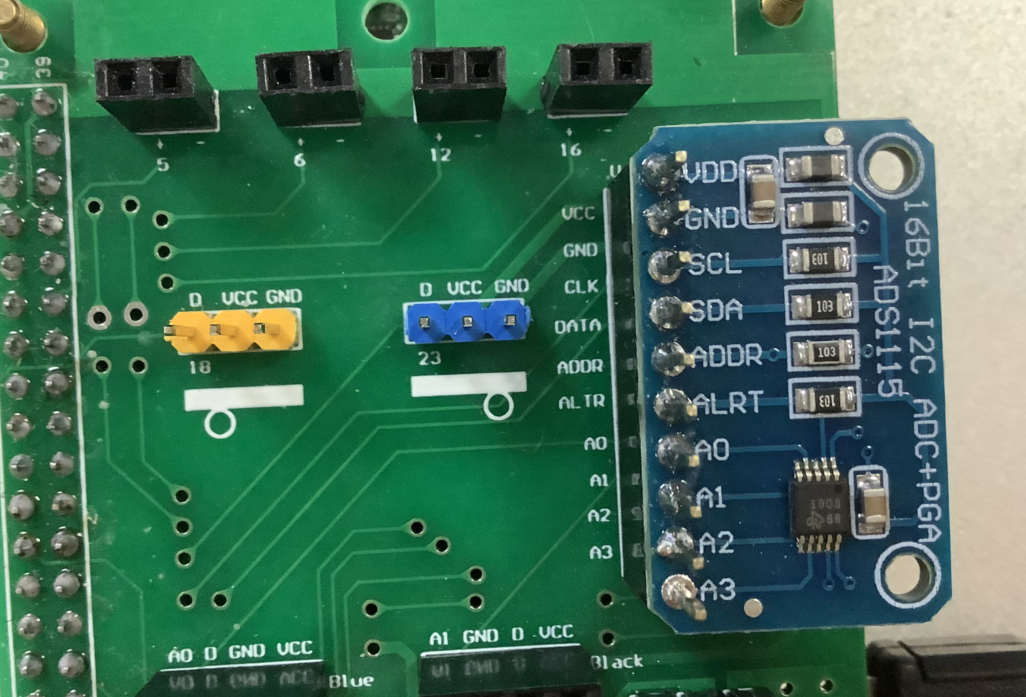 39
5 -
6 -
12 -
16 -
VCC
GND
CLK
DATA
ADDR
ALTR
A0
A1
A2
A3
D VCC GND
18
D VCC GND
23
VDD
GND
SCL
SDA
ADDR
ALRT
A0
A1
A2
A3
103
103
103
103
16Bit I2C ADC+PGA
ADS1115
A0 D GND VCC
Blue
A1 GND D VCC
Black